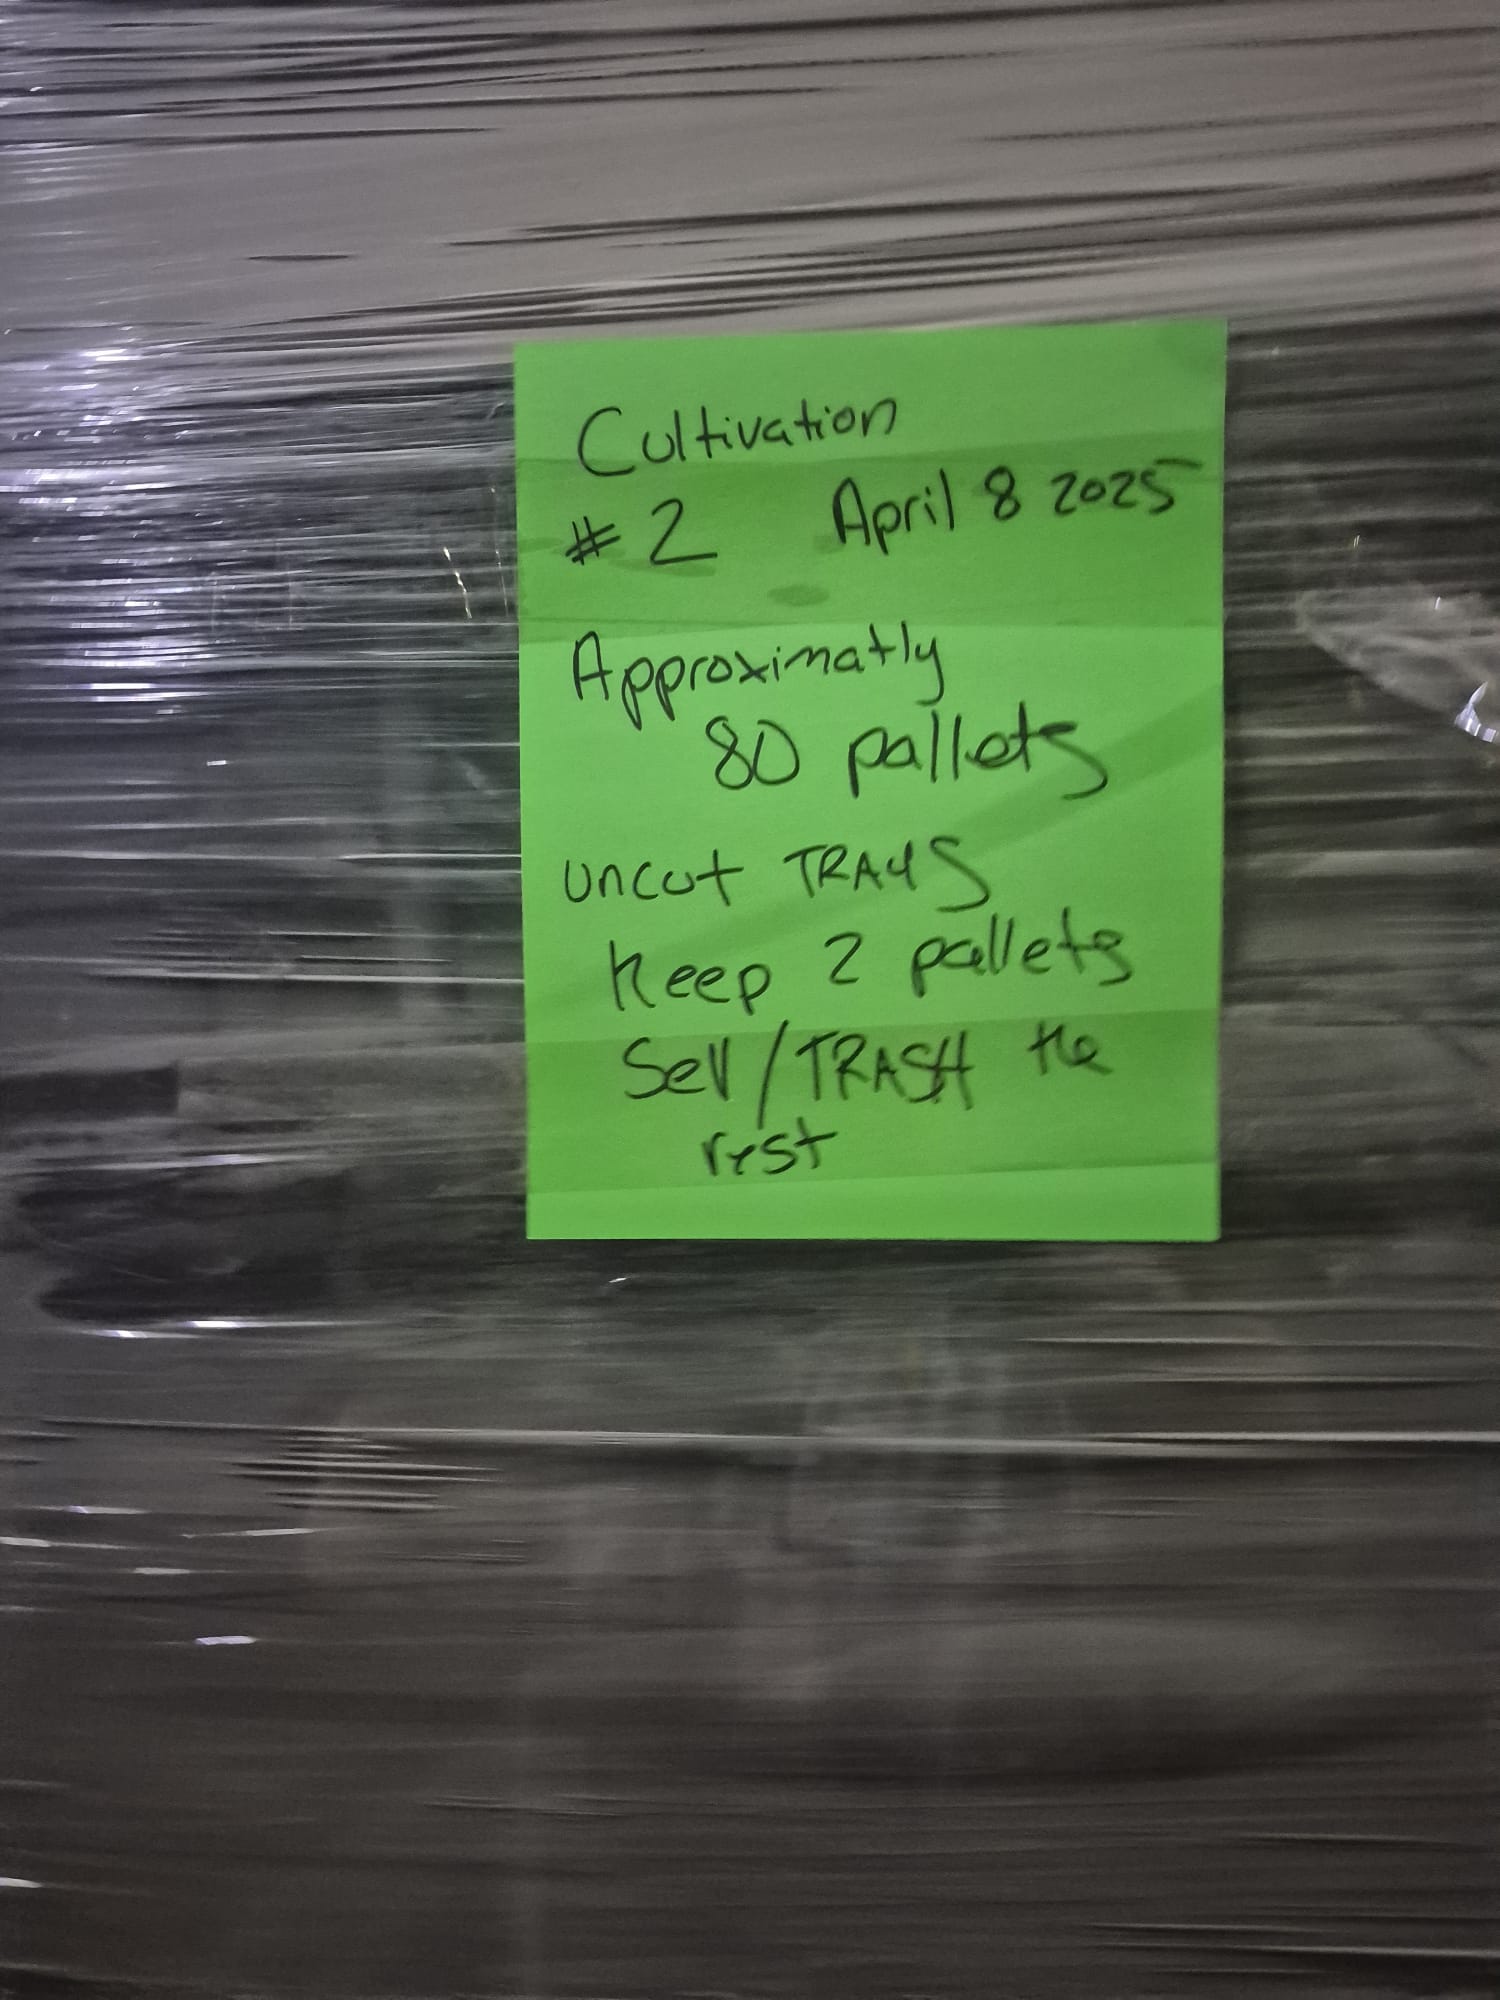 Cultivation
#2 April 8 2025
Approximatly
80 pallets
uncut TRAYS
Keep 2 pallets
Sell/TRASH the
rest